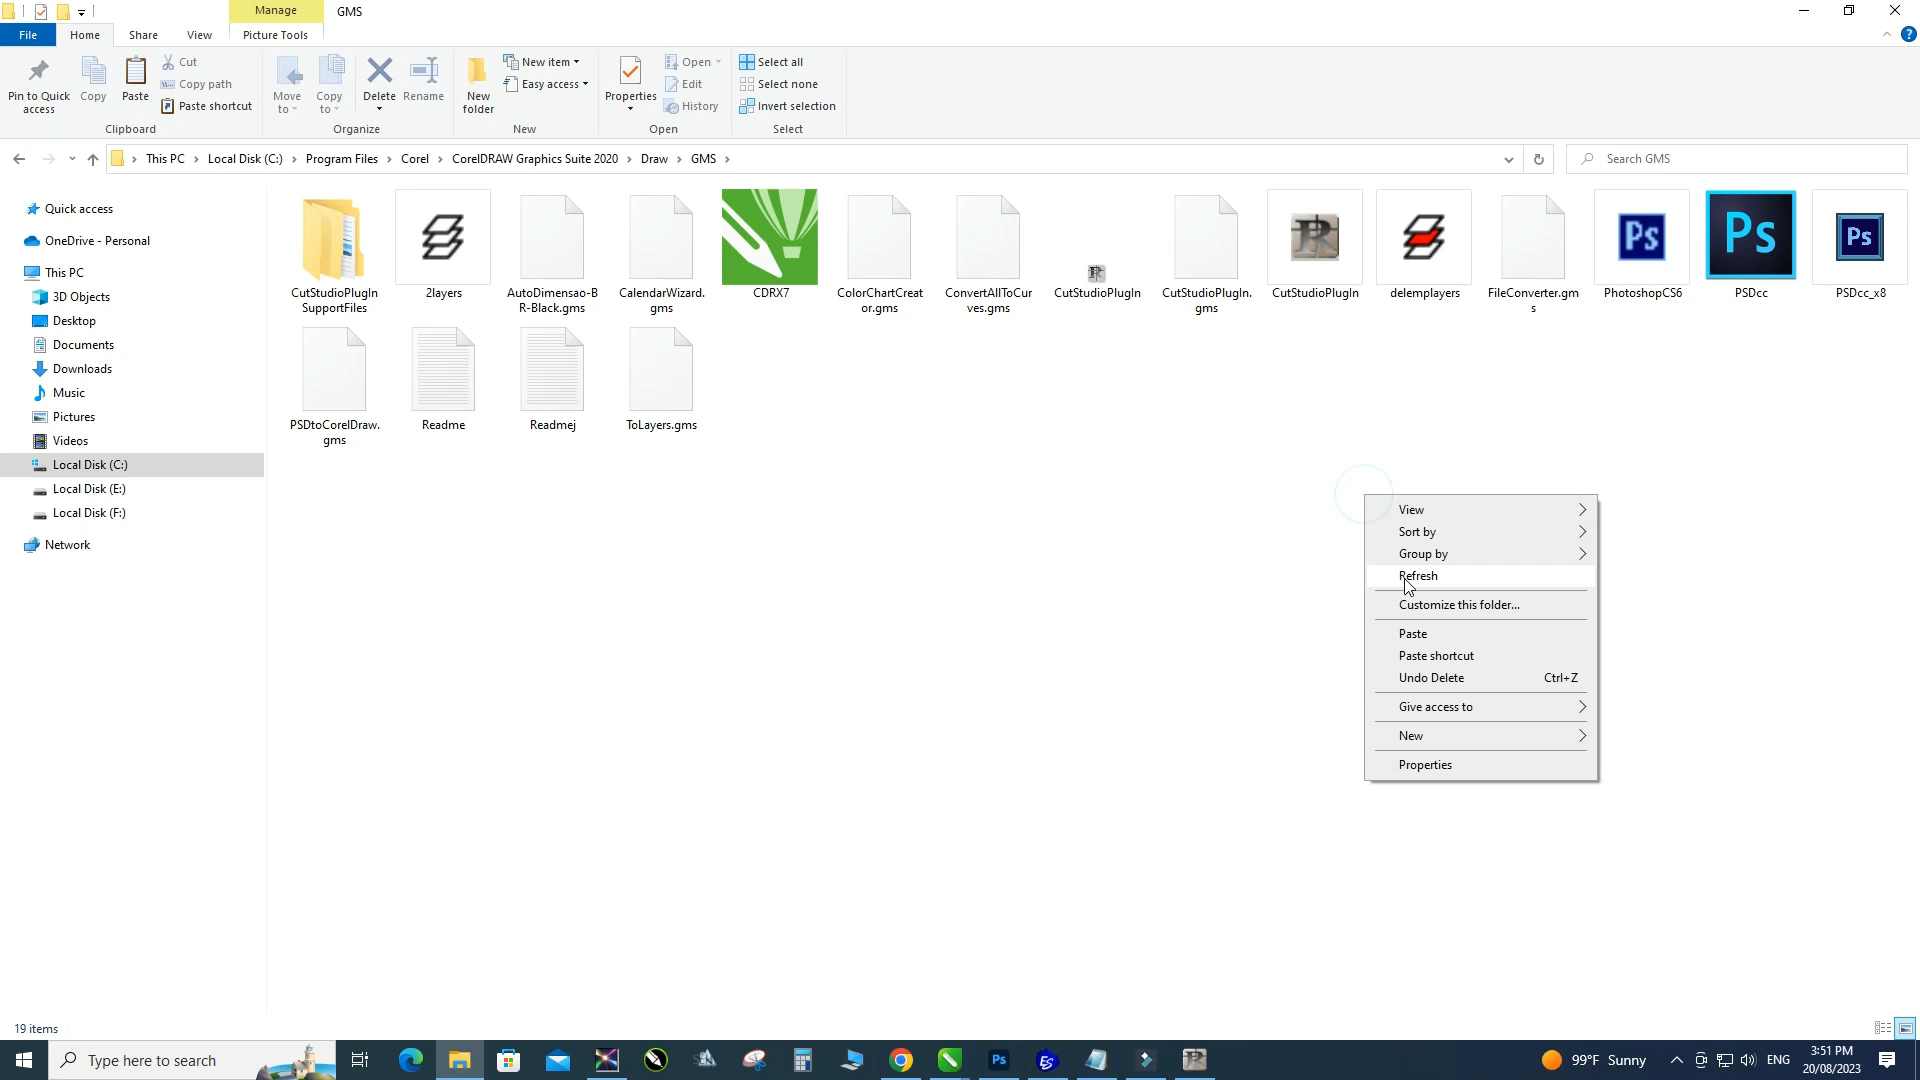 Manage
GMS
File
Home
Share
View
Picture Tools
Pin to Quick
access
Copy
Paste
Cut
Copy path
Paste shortcut
Move
to
Copy
to
Delete
Rename
New
folder
New item
Easy access
Properties
Open
Edit
History
Select all
Select none
Invert selection
Clipboard
Organize
New
Open
Select
This PC
Local Disk (C:)
Program Files
Corel
CorelDRAW Graphics Suite 2020
Draw
GMS
Search GMS
Quick access
OneDrive - Personal
This PC
3D Objects
Desktop
Documents
Downloads
Music
Pictures
Videos
Local Disk (C:)
Local Disk (E:)
Local Disk (F:)
Network
CutStudioPlugIn
SupportFiles
2layers
AutoDimensao-B
R-Black.gms
CalendarWizard.
gms
CDRX7
ColorChartCreat
or.gms
ConvertAllToCur
ves.gms
CutStudioPlugIn
CutStudioPlugIn.
gms
CutStudioPlugIn
delemplayers
FileConverter.gm
s
Ps
PhotoshopCS6
Ps
PSDcc
Ps
PSDcc_x8
PSDtoCorelDraw.
gms
Readme
Readmej
ToLayers.gms
View
Sort by
Group by
Refresh
Customize this folder...
Paste
Paste shortcut
Undo Delete Ctrl+Z
Give access to
New
Properties
19 items
Type here to search
Ps
Es
99°F Sunny
ENG
3:51 PM
20/08/2023